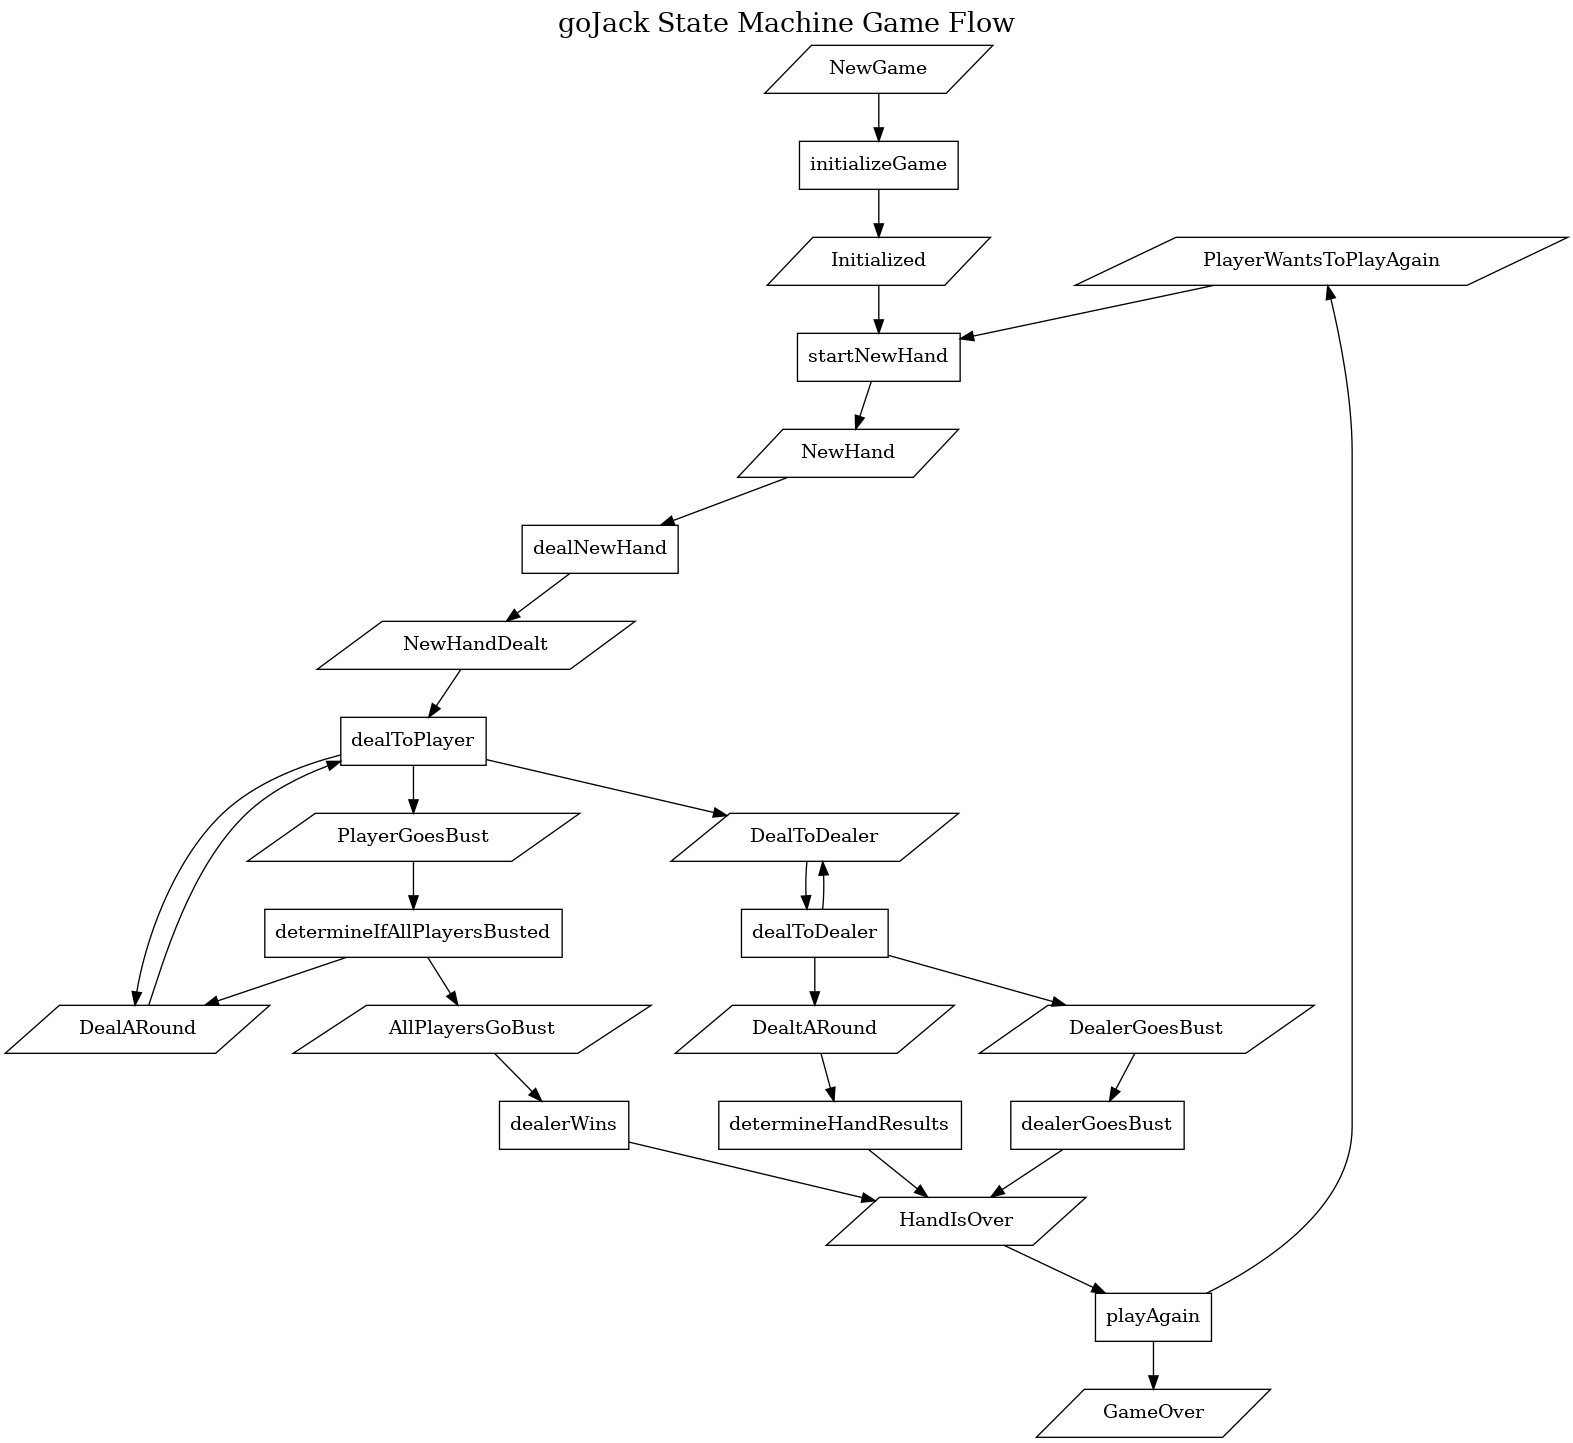 goJack State Machine Game Flow
NewGame
initializeGame
Initialized
PlayerWantsToPlayAgain
startNewHand
NewHand
dealNewHand
NewHandDealt
dealToPlayer
PlayerGoesBust
DealToDealer
determineIfAllPlayersBusted
dealToDealer
DealARound
AllPlayersGoBust
DealtARound
DealerGoesBust
dealerWins
determineHandResults
dealerGoesBust
HandIsOver
playAgain
GameOver